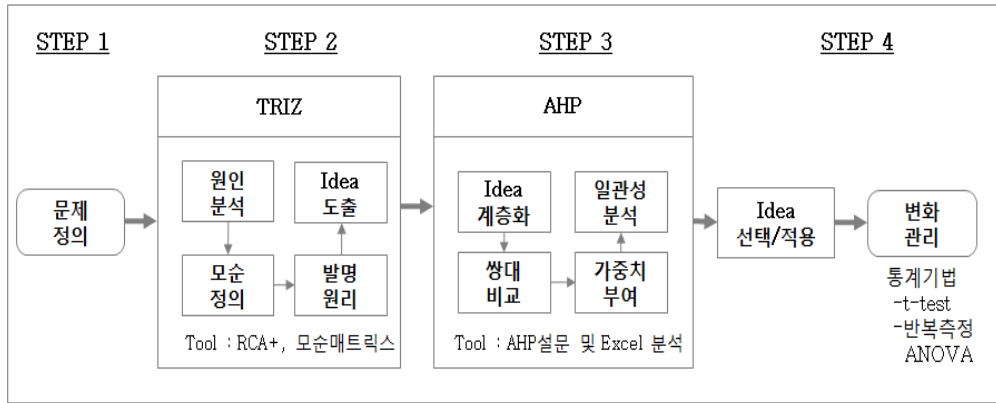 STEP 1
STEP 2
STEP 3
STEP 4
문제
정의
TRIZ
원인
분석
모순
정의
발명
원리
Idea
도출
Tool : RCA+, 모순매트릭스
AHP
Idea
계층화
쌍대
비교
가중치
부여
일관성
분석
Tool : AHP설문 및 Excel 분석
Idea
선택/적용
변화
관리
통계기법
-t-test
-반복측정
ANOVA